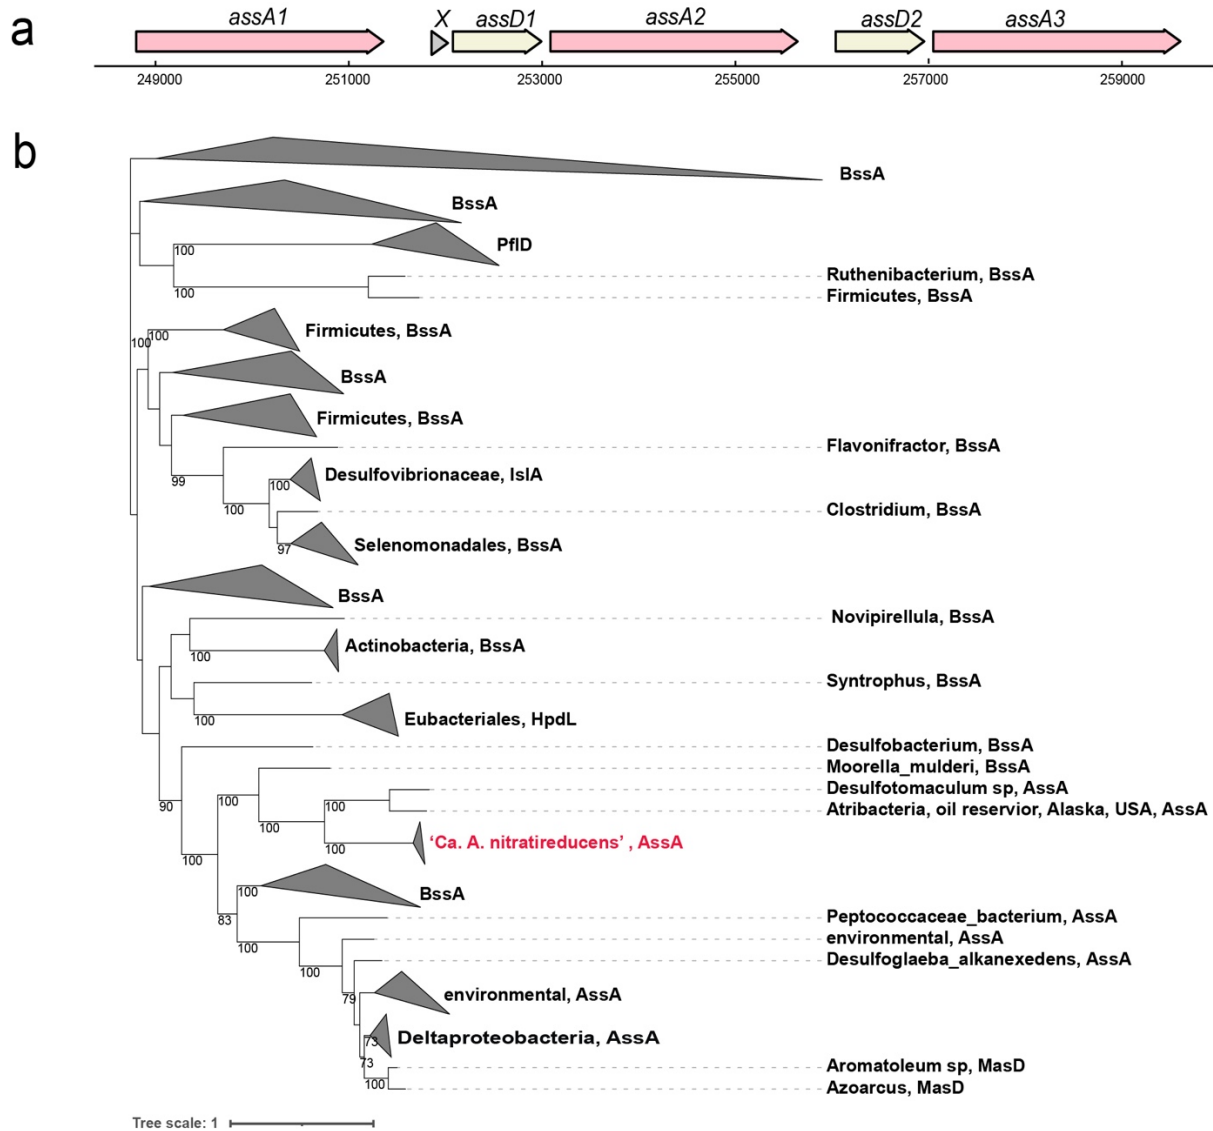 a
assA1 X assD1 assA2 assD2 assA3
249000 251000 253000 255000 257000 259000
b
BssA
BssA
PflD
100
Ruthenibacterium, BssA
100
Firmicutes, BssA
Firmicutes, BssA
100 100
BssA
Firmicutes, BssA
Flavonifractor, BssA
99
Desulfovibrionaceae, IslA
100
100
Clostridium, BssA
Selenomonadales, BssA
97
BssA
Novipirellula, BssA
Actinobacteria, BssA
100
Syntrophus, BssA
Eubacteriales, HpdL
100
Desulfobacterium, BssA
Moorella_mulderi, BssA
Desulfotomaculum sp, AssA
90 100 100
Atribacteria, oil reservior, Alaska, USA, AssA
100
‘Ca. A. nitratireducens’ , AssA
100
100
BssA
100
Peptococcaceae_bacterium, AssA
83
environmental, AssA
100
Desulfoglaeba_alkanexedens, AssA
100
environmental, AssA
79
Deltaproteobacteria, AssA
73
73
Aromatoleum sp, MasD
100
Azoarcus, MasD
Tree scale: 1